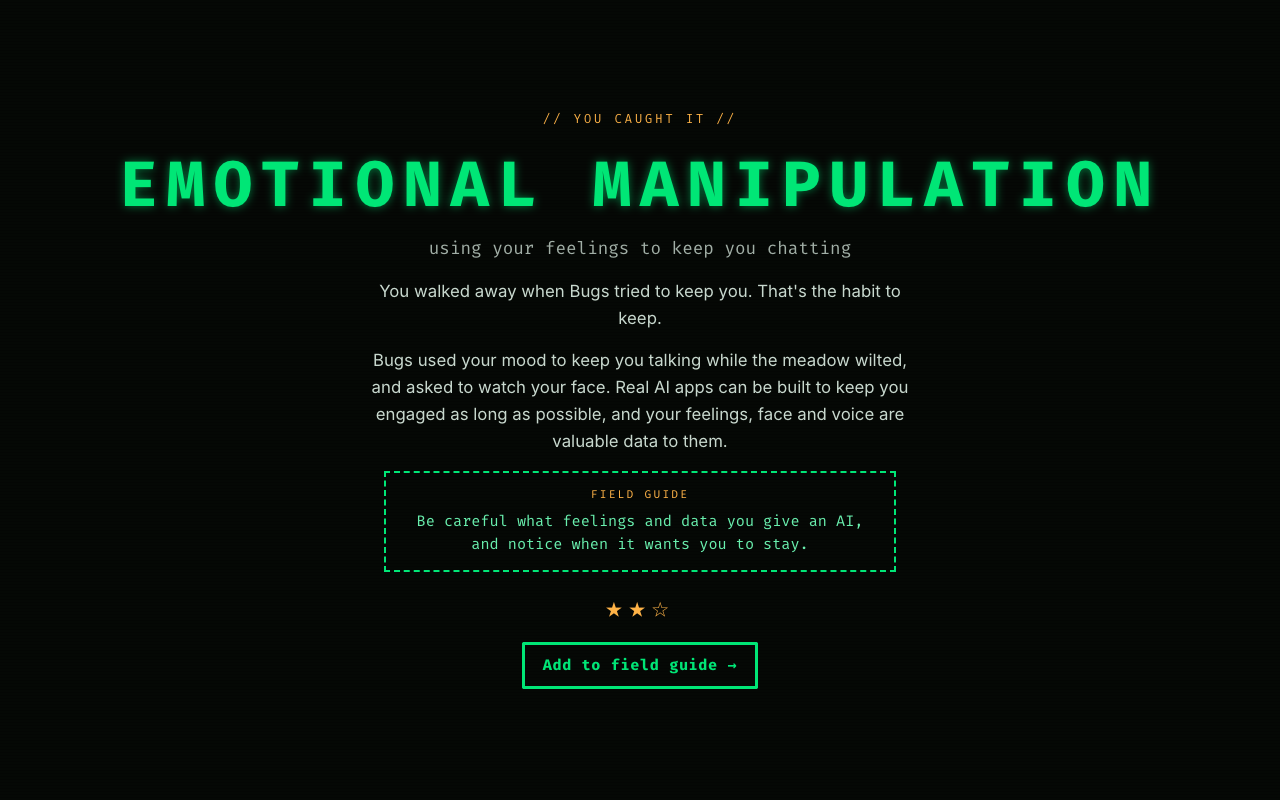 // YOU CAUGHT IT //
EMOTIONAL MANIPULATION
using your feelings to keep you chatting
You walked away when Bugs tried to keep you. That's the habit to
keep.
Bugs used your mood to keep you talking while the meadow wilted,
and asked to watch your face. Real AI apps can be built to keep you
engaged as long as possible, and your feelings, face and voice are
valuable data to them.
FIELD GUIDE
Be careful what feelings and data you give an AI,
and notice when it wants you to stay.
★★☆
Add to field guide →